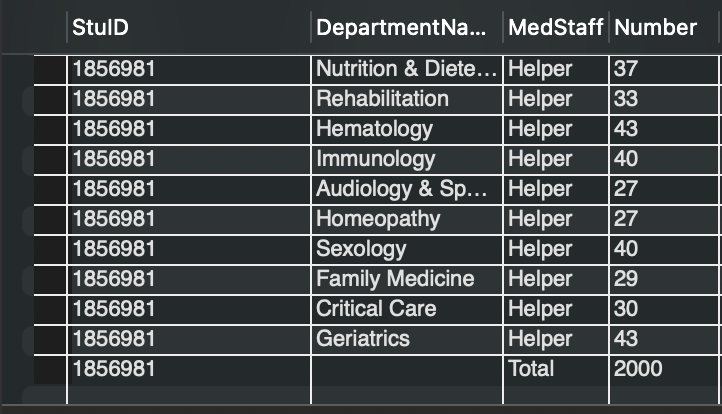 StuID DepartmentNa... MedStaff Number
1856981 Nutrition & Diete... Helper 37
1856981 Rehabilitation Helper 33
1856981 Hematology Helper 43
1856981 Immunology Helper 40
1856981 Audiology & Sp... Helper 27
1856981 Homeopathy Helper 27
1856981 Sexology Helper 40
1856981 Family Medicine Helper 29
1856981 Critical Care Helper 30
1856981 Geriatrics Helper 43
1856981 Total 2000